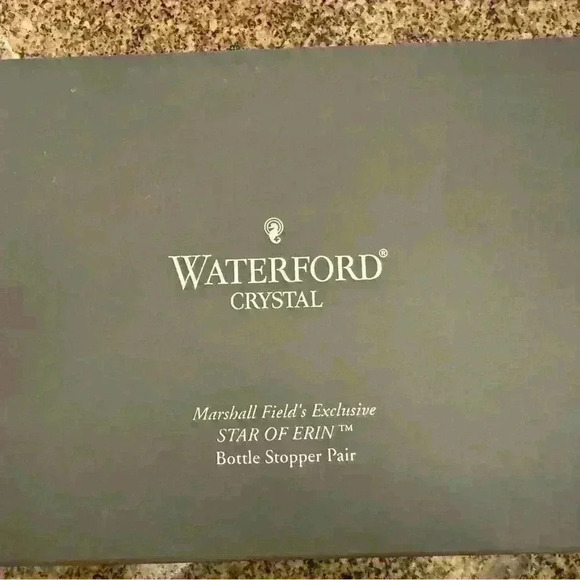 WATERFORD®
CRYSTAL
Marshall Field's Exclusive
STAR OF ERIN™
Bottle Stopper Pair